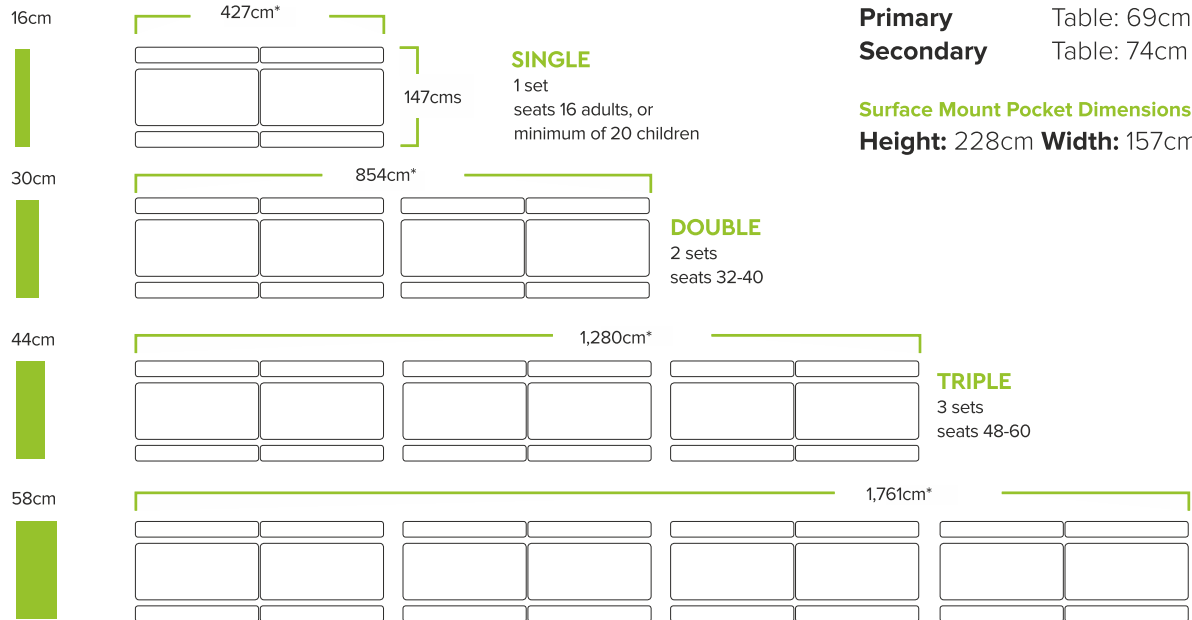 16cm
427cm*
147cms
SINGLE
1 set
seats 16 adults, or
minimum of 20 children
Primary Table: 69cm
Secondary Table: 74cm
Surface Mount Pocket Dimensions
Height: 228cm Width: 157cm
30cm
854cm*
DOUBLE
2 sets
seats 32-40
44cm
1,280cm*
TRIPLE
3 sets
seats 48-60
58cm
1,761cm*